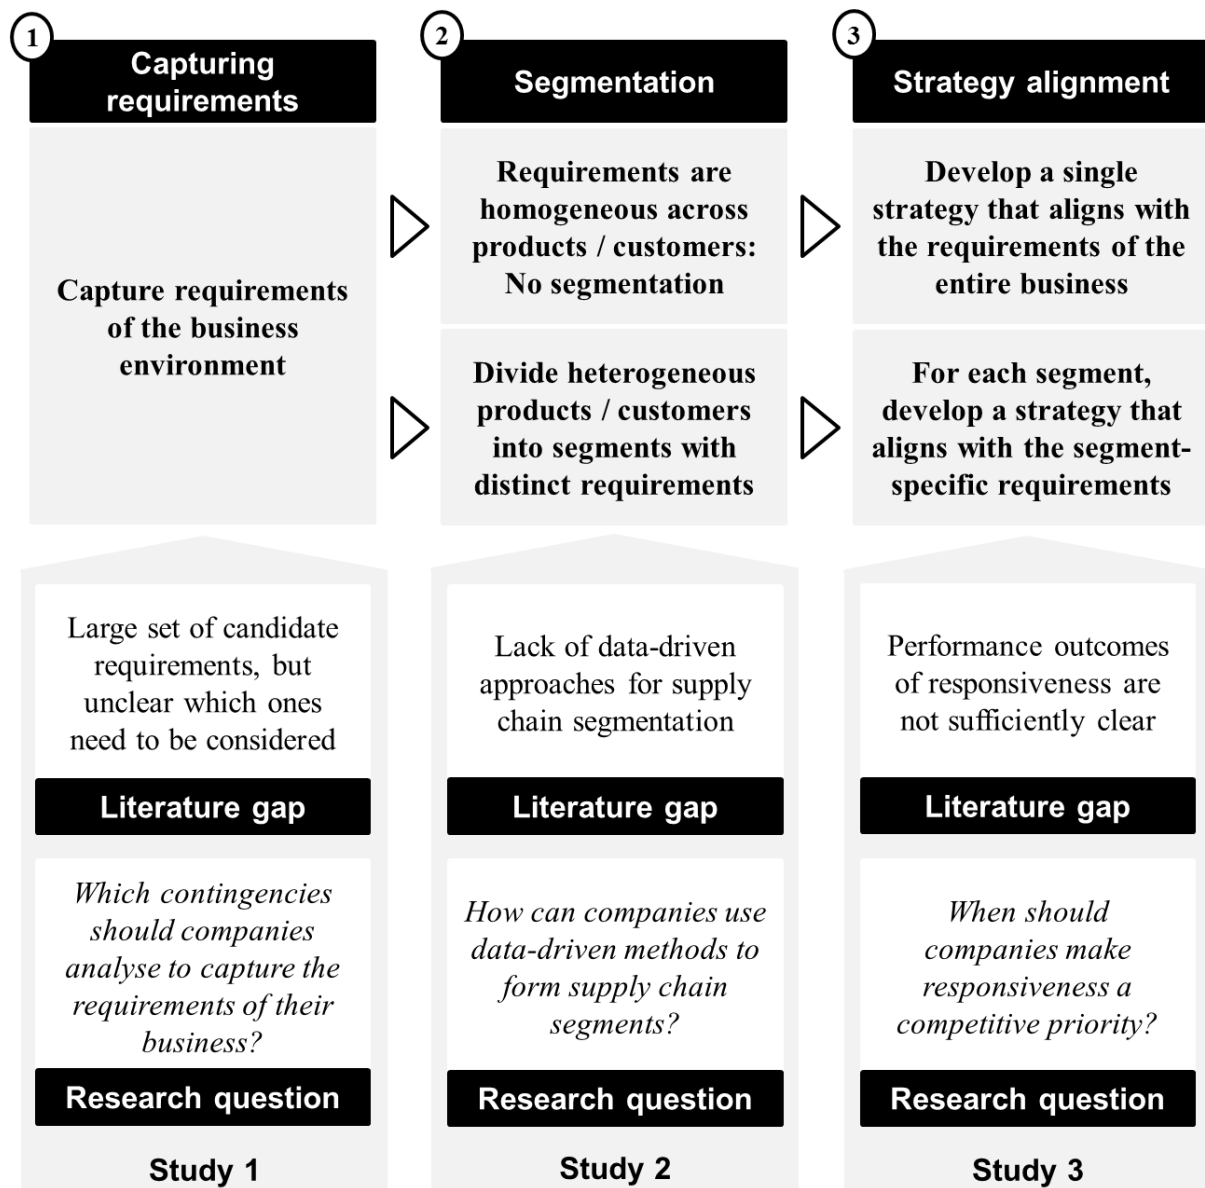 1
Capturing
requirements
Capture requirements
of the business
environment
2
Segmentation
Requirements are
homogeneous across
products / customers:
No segmentation
Divide heterogeneous
products / customers
into segments with
distinct requirements
3
Strategy alignment
Develop a single
strategy that aligns with
the requirements of the
entire business
For each segment,
develop a strategy that
aligns with the segment-
specific requirements
Large set of candidate
requirements, but
unclear which ones
need to be considered
Literature gap
Which contingencies
should companies
analyse to capture the
requirements of their
business?
Research question
Study 1
Lack of data-driven
approaches for supply
chain segmentation
Literature gap
How can companies use
data-driven methods to
form supply chain
segments?
Research question
Study 2
Performance outcomes
of responsiveness are
not sufficiently clear
Literature gap
When should
companies make
responsiveness a
competitive priority?
Research question
Study 3